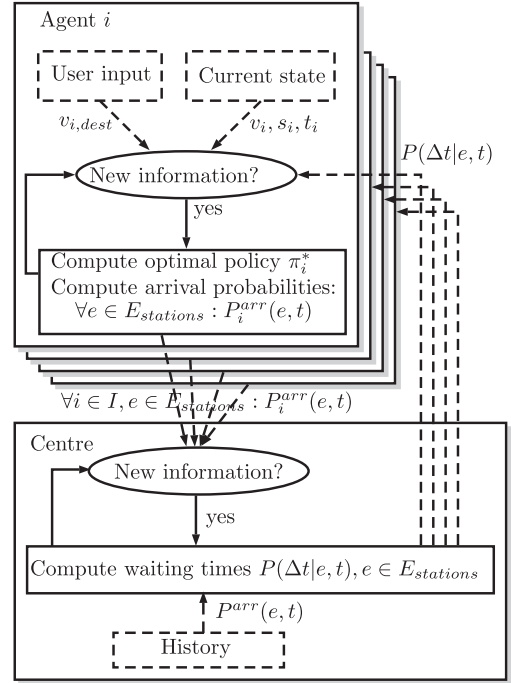 Agent i
User input
Current state
v_{i,dest}
v_i, s_i, t_i
P(Δt|e, t)
New information?
yes
Compute optimal policy π_i^*
Compute arrival probabilities:
∀e ∈ E_{stations} : P_i^{arr}(e, t)
∀i ∈ I, e ∈ E_{stations} : P_i^{arr}(e, t)
Centre
New information?
yes
Compute waiting times P(Δt|e, t), e ∈ E_{stations}
P^{arr}(e, t)
History